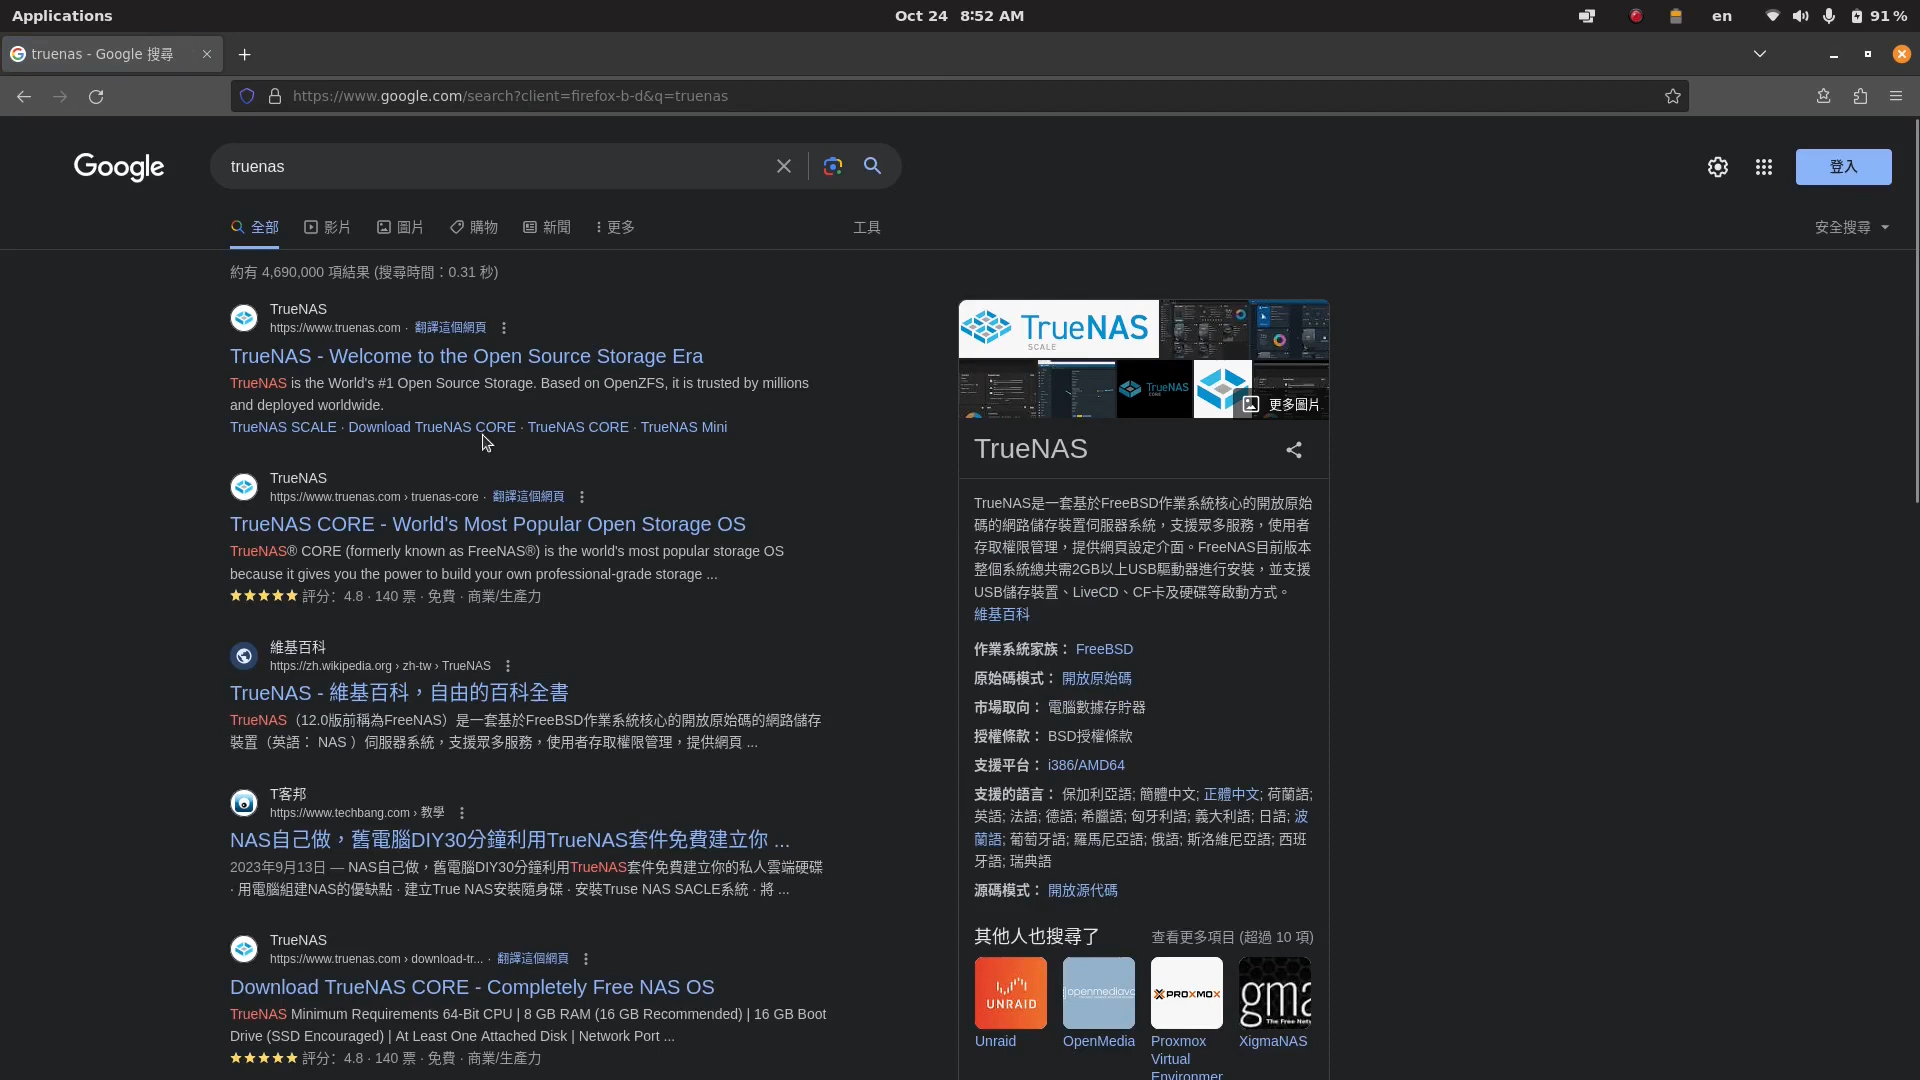 Applications
Oct 24 8:52 AM
en
91 %
truenas - Google 搜尋
https://www.google.com/search?client=firefox-b-d&q=truenas
Google
truenas
登入
全部
影片
圖片
購物
新聞
更多
工具
安全搜尋
約有 4,690,000 項結果 (搜尋時間：0.31 秒)
TrueNAS
https://www.truenas.com · 翻譯這個網頁
TrueNAS - Welcome to the Open Source Storage Era
TrueNAS is the World's #1 Open Source Storage. Based on OpenZFS, it is trusted by millions
and deployed worldwide.
TrueNAS SCALE · Download TrueNAS CORE · TrueNAS CORE · TrueNAS Mini
TrueNAS
https://www.truenas.com › truenas-core · 翻譯這個網頁
TrueNAS CORE - World's Most Popular Open Storage OS
TrueNAS® CORE (formerly known as FreeNAS®) is the world's most popular storage OS
because it gives you the power to build your own professional-grade storage ...
評分：4.8 · 140 票 · 免費 · 商業/生產力
維基百科
https://zh.wikipedia.org › zh-tw › TrueNAS
TrueNAS - 維基百科，自由的百科全書
TrueNAS（12.0版前稱為FreeNAS）是一套基於FreeBSD作業系統核心的開放原始碼的網路儲存
裝置（英語： NAS ）伺服器系統，支援眾多服務，使用者存取權限管理，提供網頁 ...
T客邦
https://www.techbang.com › 教學
NAS自己做，舊電腦DIY30分鐘利用TrueNAS套件免費建立你 ...
2023年9月13日 — NAS自己做，舊電腦DIY30分鐘利用TrueNAS套件免費建立你的私人雲端硬碟
· 用電腦組建NAS的優缺點 · 建立True NAS安裝隨身碟 · 安裝Truse NAS SACLE系統 · 將 ...
TrueNAS
https://www.truenas.com › download-tr... · 翻譯這個網頁
Download TrueNAS CORE - Completely Free NAS OS
TrueNAS Minimum Requirements 64-Bit CPU | 8 GB RAM (16 GB Recommended) | 16 GB Boot
Drive (SSD Encouraged) | At Least One Attached Disk | Network Port ...
評分：4.8 · 140 票 · 免費 · 商業/生產力
TrueNAS
SCALE
TrueNAS
CORE
更多圖片
TrueNAS
TrueNAS是一套基於FreeBSD作業系統核心的開放原始
碼的網路儲存裝置伺服器系統，支援眾多服務，使用者
存取權限管理，提供網頁設定介面。FreeNAS目前版本
整個系統總共需2GB以上USB驅動器進行安裝，並支援
USB儲存裝置、LiveCD、CF卡及硬碟等啟動方式。
維基百科
作業系統家族： FreeBSD
原始碼模式： 開放原始碼
市場取向： 電腦數據存貯器
授權條款： BSD授權條款
支援平台： i386/AMD64
支援的語言： 保加利亞語; 簡體中文; 正體中文; 荷蘭語;
英語; 法語; 德語; 希臘語; 匈牙利語; 義大利語; 日語; 波
蘭語; 葡萄牙語; 羅馬尼亞語; 俄語; 斯洛維尼亞語; 西班
牙語; 瑞典語
源碼模式： 開放源代碼
其他人也搜尋了
查看更多項目 (超過 10 項)
UNRAID
openmediava
PROXMOX
gma
The Free Net
Unraid
OpenMedia
Proxmox
Virtual
Environmer
XigmaNAS